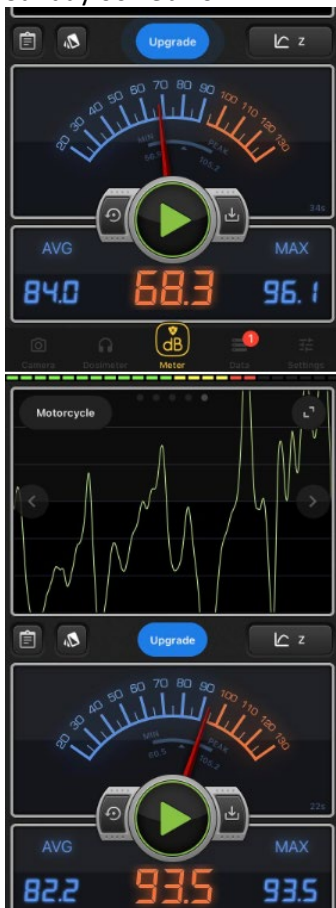 Upgrade
Z
20 30 40 50 60 70 80 90 100 110 120 130
MIN PEAK
105.2
34s
AVG MAX
84.0 68.3 96.1
1
dB
Camera Dosimeter Meter Data Settings
Motorcycle
Upgrade
Z
20 30 40 50 60 70 80 90 100 110 120 130
MIN PEAK
105.2
22s
AVG MAX
82.2 93.5 93.5